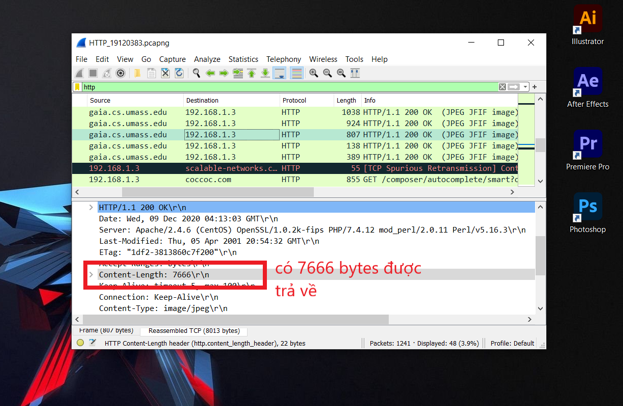 HTTP_19120383.pcapng
File Edit View Go Capture Analyze Statistics Telephony Wireless Tools Help
http
Source Destination Protocol Length Info
gaia.cs.umass.edu 192.168.1.3 HTTP 1038 HTTP/1.1 200 OK (JPEG JFIF image)
gaia.cs.umass.edu 192.168.1.3 HTTP 924 HTTP/1.1 200 OK (JPEG JFIF image)
gaia.cs.umass.edu 192.168.1.3 HTTP 807 HTTP/1.1 200 OK (JPEG JFIF image)
gaia.cs.umass.edu 192.168.1.3 HTTP 138 HTTP/1.1 200 OK (JPEG JFIF image)
gaia.cs.umass.edu 192.168.1.3 HTTP 389 HTTP/1.1 200 OK (JPEG JFIF image)
192.168.1.3 scalable-networks.c… HTTP 55 [TCP Spurious Retransmission] Cont
192.168.1.3 coccoc.com HTTP 855 GET /composer/autocomplete/smart?c
HTTP/1.1 200 OK\r\n
Date: Wed, 09 Dec 2020 04:13:03 GMT\r\n
Server: Apache/2.4.6 (CentOS) OpenSSL/1.0.2k-fips PHP/7.4.12 mod_perl/2.0.11 Perl/v5.16.3\r\n
Last-Modified: Thu, 05 Apr 2001 20:54:32 GMT\r\n
ETag: "1df2-3813860c7f200"\r\n
Accept-Ranges: bytes\r\n
Content-Length: 7666\r\n
Keep-Alive: timeout=5, max=100\r\n
Connection: Keep-Alive\r\n
Content-Type: image/jpeg\r\n
có 7666 bytes được
trả về
Frame (807 bytes) Reassembled TCP (8013 bytes)
HTTP Content-Length header (http.content_length_header), 22 bytes Packets: 1241 · Displayed: 48 (3.9%) Profile: Default
Ai
Illustrator
Ae
After Effects
Pr
Premiere Pro
Ps
Photoshop